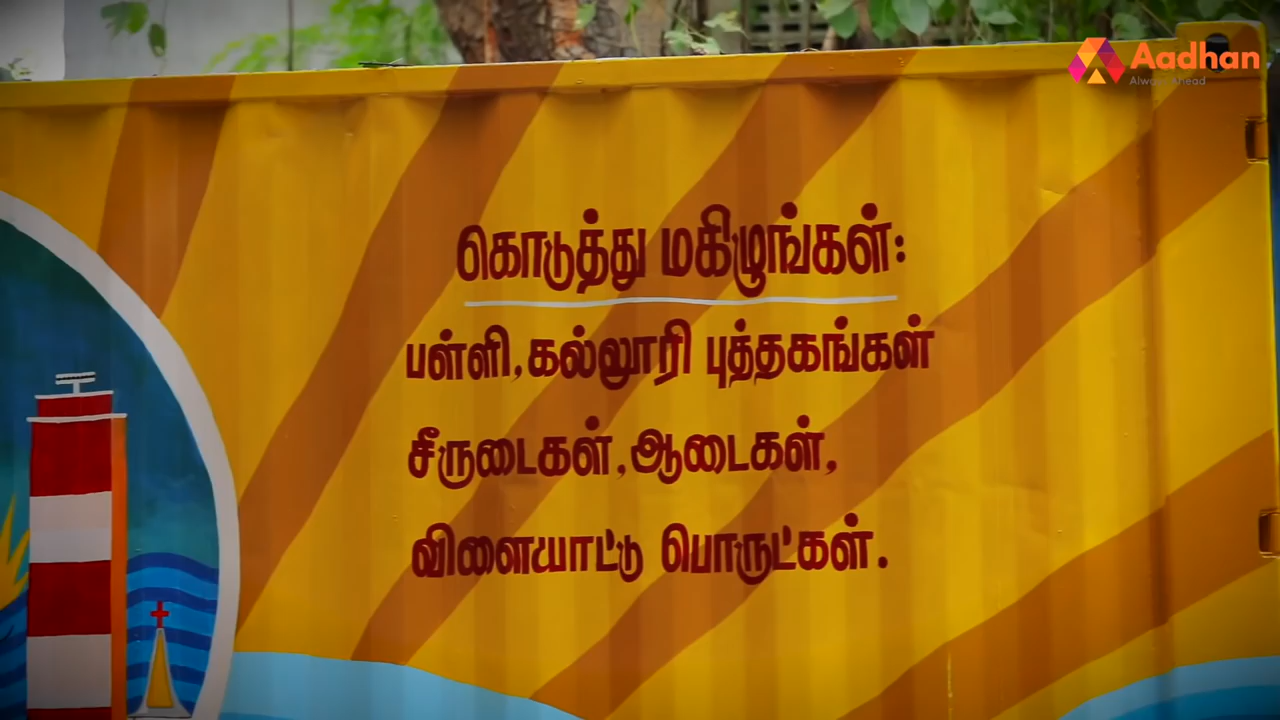 Aadhan
Always Ahead
கொடுத்து மகிழுங்கள்:
பள்ளி,கல்லூரி புத்தகங்கள்
சீருடைகள்,ஆடைகள்,
விளையாட்டு பொருட்கள்.